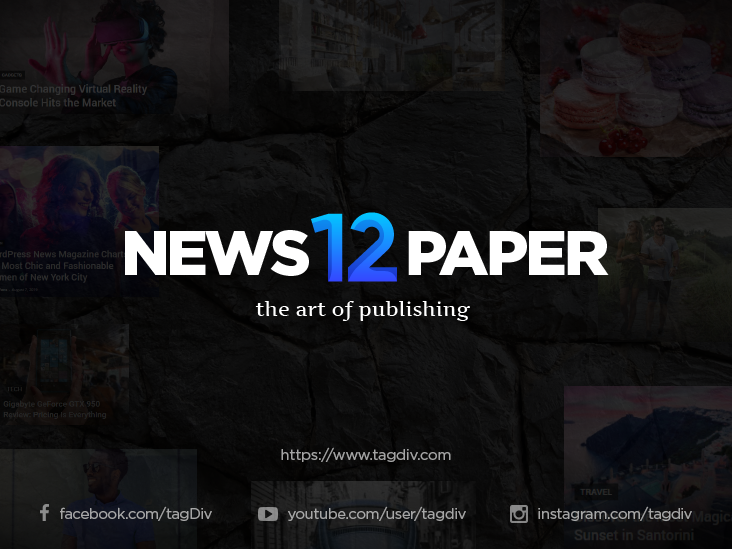 GADGETS
Game Changing Virtual Reality
Console Hits the Market
rdPress News Magazine Chart
Most Chic and Fashionable
men of New York City
NEWS 12 PAPER
the art of publishing
Gigabyte GeForce GTX 950
Review: Pricing is Everything
https://www.tagdiv.com
TRAVEL
Magic
Sunset in Santorini
facebook.com/tagDiv
youtube.com/user/tagdiv
instagram.com/tagdiv